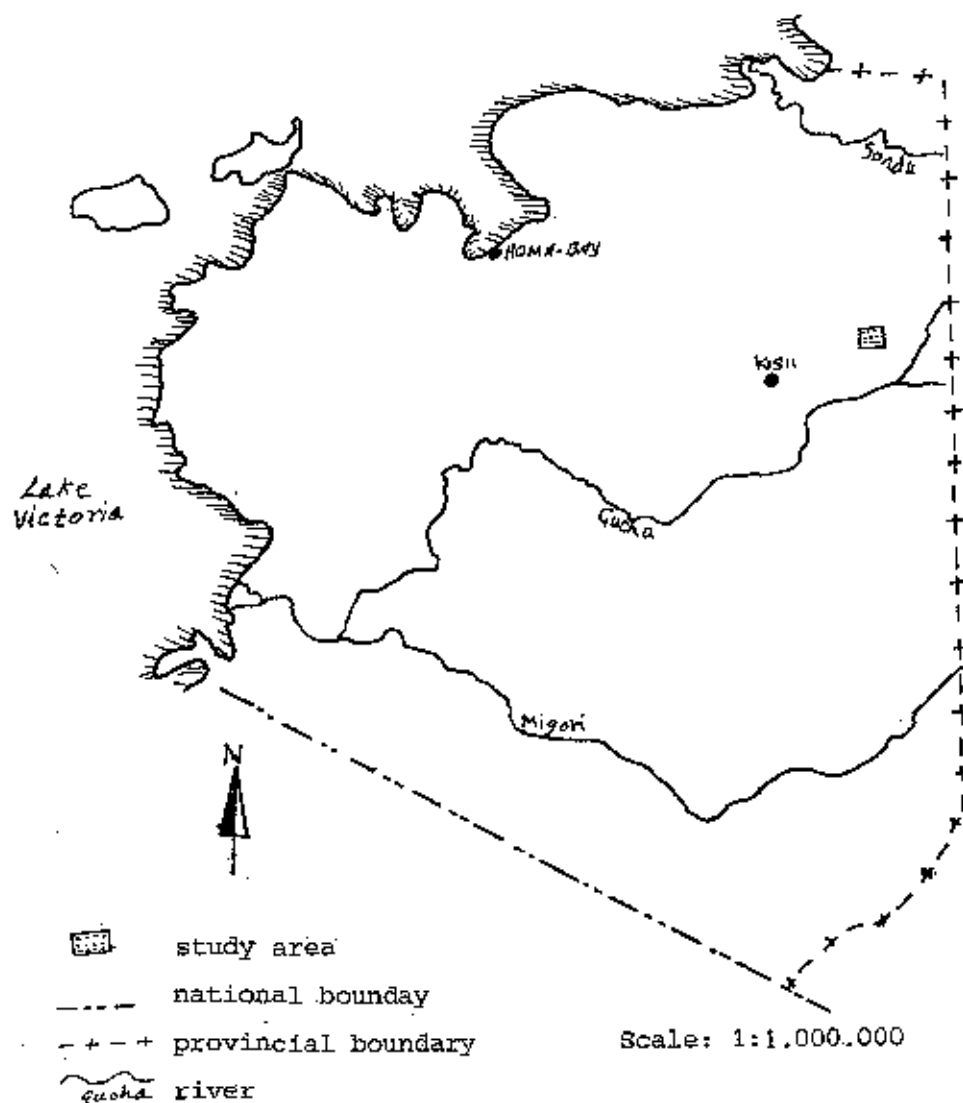 Sondu
HOMA-BAY
KISII
Lake
Victoria
Gucha
Migori
N
study area
national bounday
- + - + provincial boundary
Scale: 1:1.000.000
Gucha river